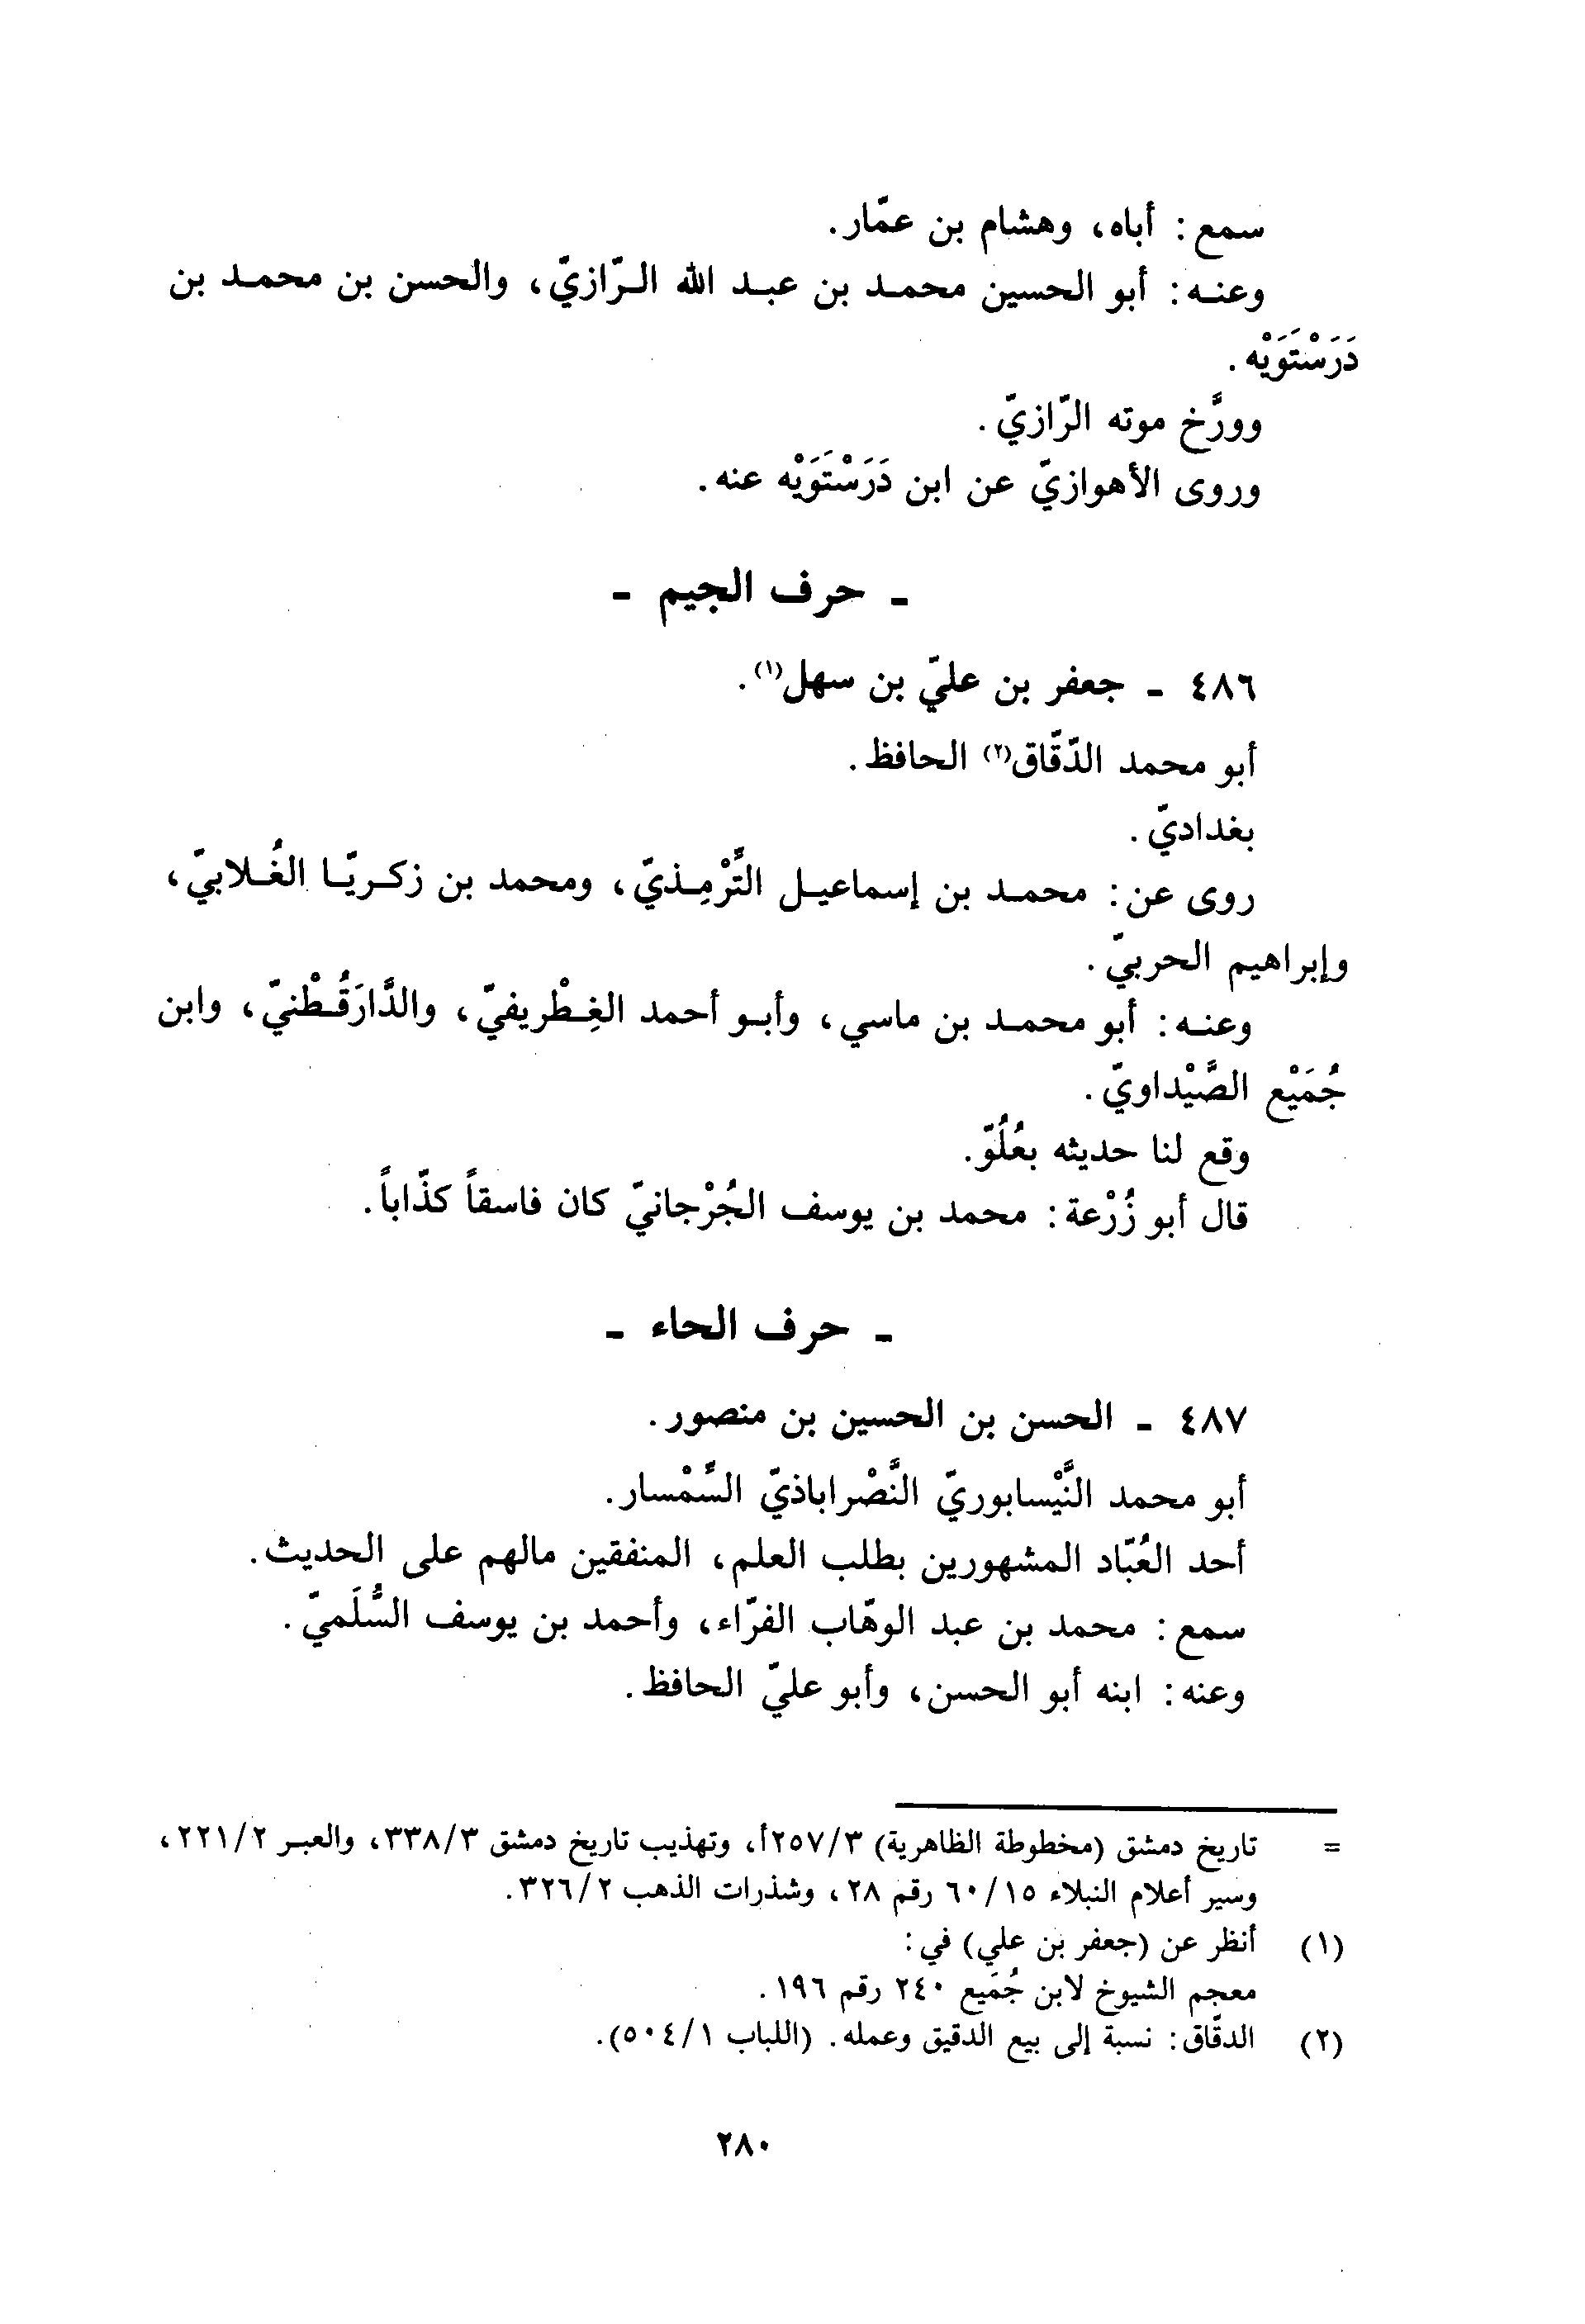 سمع: أباه، وهشام بن عمّار.
وعنه: أبو الحسين محمد بن عبد الله الرّازيّ، والحسن بن محمد بن
دَرَسْتَوَيْه.
وورَّخ موته الرّازيّ.
وروى الأهوازيّ عن ابن دَرَسْتَوَيْه عنه.
- حرف الجيم -
٤٨٦ - جعفر بن عليّ بن سهل(١).
أبو محمد الدّقّاق(٢) الحافظ.
بغداديّ.
روى عن: محمد بن إسماعيل التِّرْمِذيّ، ومحمد بن زكريّا الغُلابيّ،
وإبراهيم الحربيّ.
وعنه: أبو محمد بن ماسي، وأبو أحمد الغِطْريفيّ، والدَّارَقُطْنيّ، وابن
جُمَيْع الصَّيْداويّ.
وقع لنا حديثه بعُلُوّ.
قال أبو زُرْعة: محمد بن يوسف الجُرْجانيّ كان فاسقاً كذّاباً.
- حرف الحاء -
٤٨٧ - الحسن بن الحسين بن منصور.
أبو محمد النَّيْسابوريّ النَّصْراباذيّ السِّمْسار.
أحد العُبّاد المشهورين بطلب العلم، المنفقين مالهم على الحديث.
سمع: محمد بن عبد الوهّاب الفرّاء، وأحمد بن يوسف السُّلَميّ.
وعنه: ابنه أبو الحسن، وأبو عليّ الحافظ.
= تاريخ دمشق (مخطوطة الظاهرية) ٢٥٧/٣أ، وتهذيب تاريخ دمشق ٣٣٨/٣، والعبر ٢٢١/٢،
وسير أعلام النبلاء ٦٠/١٥ رقم ٢٨، وشذرات الذهب ٣٢٦/٢.
(١) أنظر عن (جعفر بن علي) في:
معجم الشيوخ لابن جُمَيع ٢٤٠ رقم ١٩٦.
(٢) الدقّاق: نسبة إلى بيع الدقيق وعمله. (اللباب ٥٠٤/١).
٢٨٠